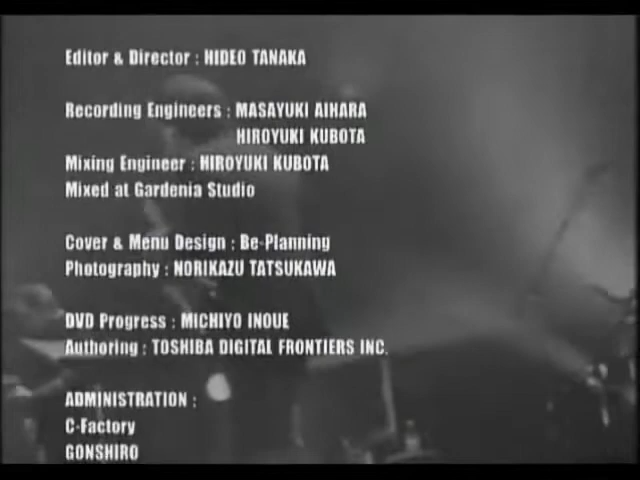 Editor & Director : HIDEO TANAKA
Recording Engineers : MASAYUKI AIHARA
HIROYUKI KUBOTA
Mixing Engineer : HIROYUKI KUBOTA
Mixed at Gardenia Studio
Cover & Menu Design : Be-Planning
Photography : NORIKAZU TATSUKAWA
DVD Progress : MICHIYO INOUE
Authoring : TOSHIBA DIGITAL FRONTIERS INC.
ADMINISTRATION :
C-Factory
GONSHIRO